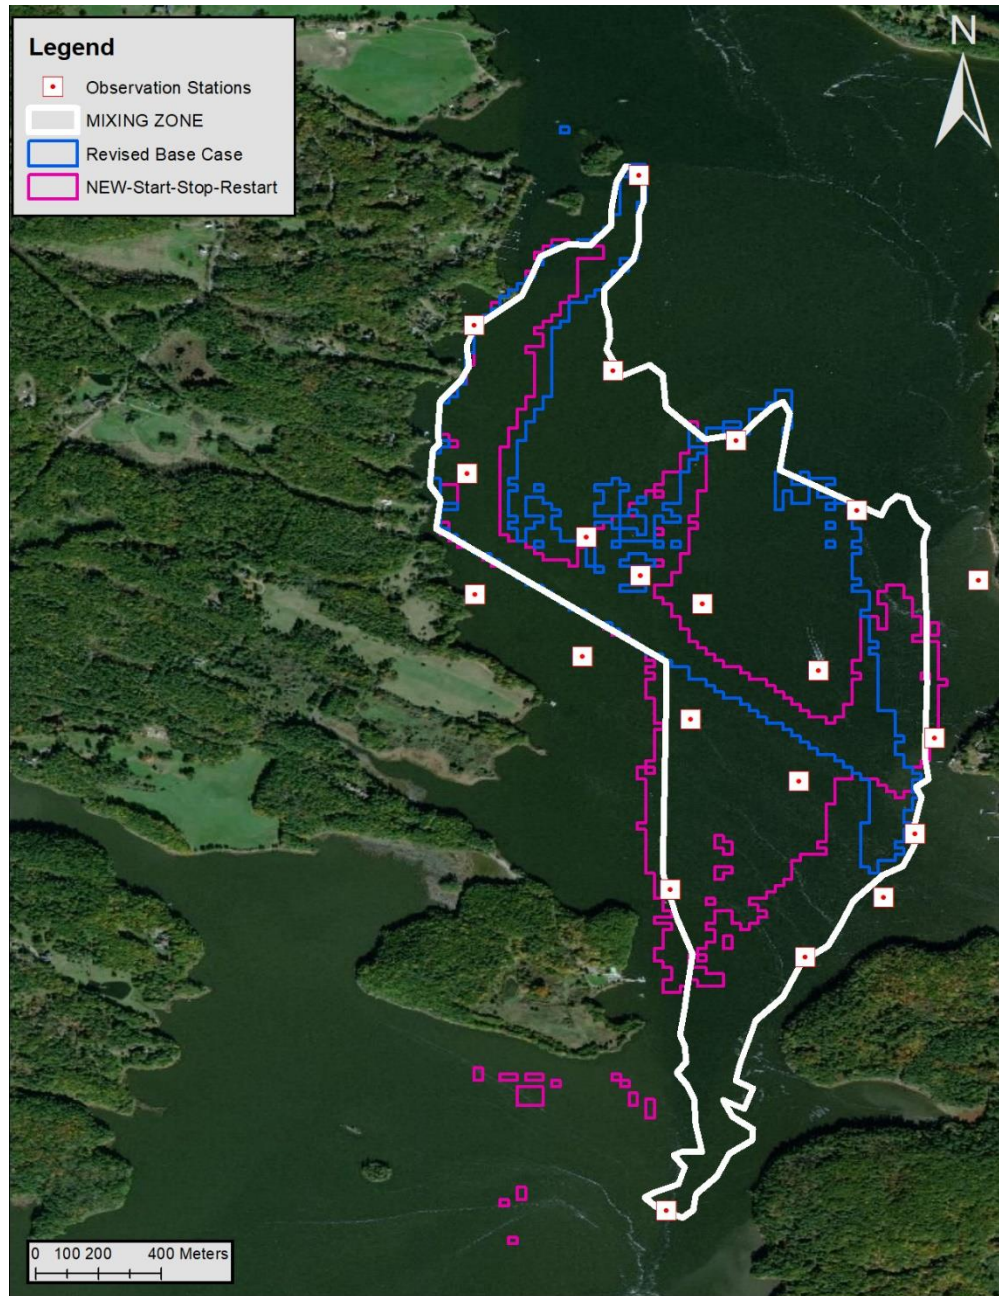 Legend
Observation Stations
MIXING ZONE
Revised Base Case
NEW-Start-Stop-Restart
N
0 100 200 400 Meters